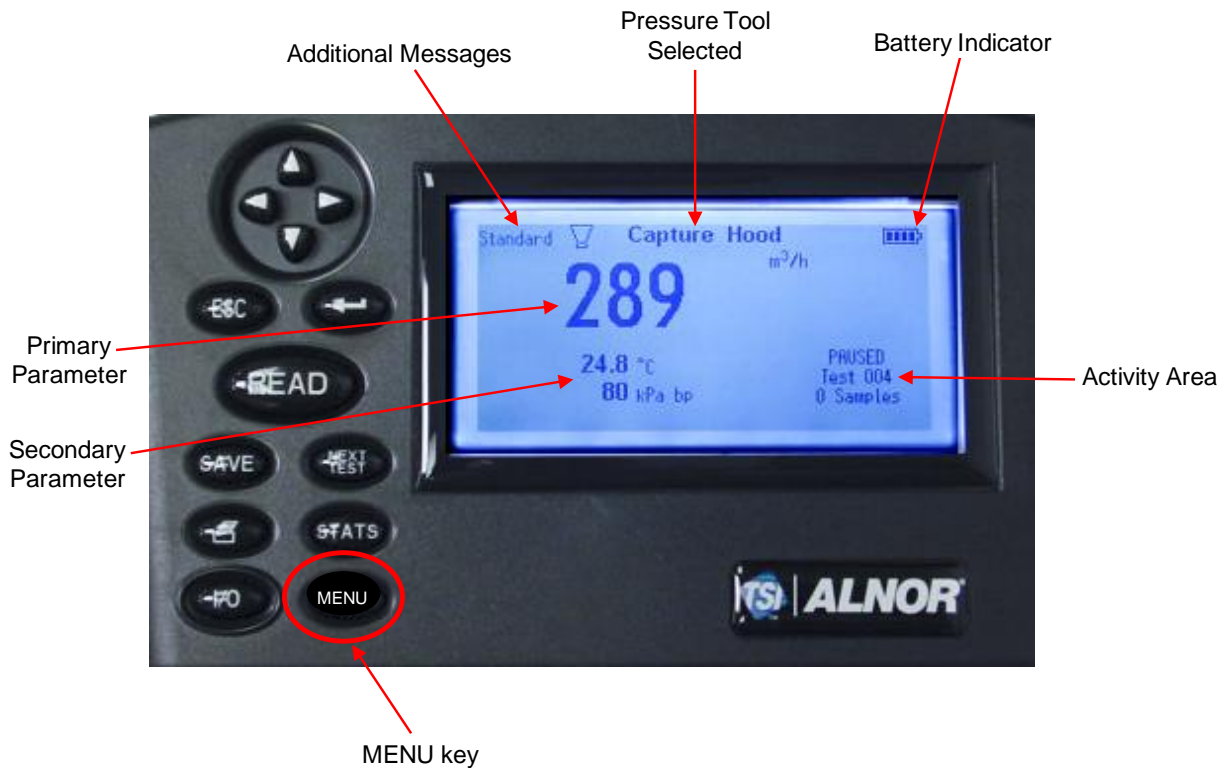 Pressure Tool
Selected
Additional Messages
Battery Indicator
Standard Capture Hood
m³/h
289
24.8 °C
80 kPa bp
PAUSED
Test 004
0 Samples
Primary
Parameter
Secondary
Parameter
Activity Area
ESC
READ
SAVE
NEXT
TEST
STATS
I/O
MENU
TSI ALNOR
MENU key